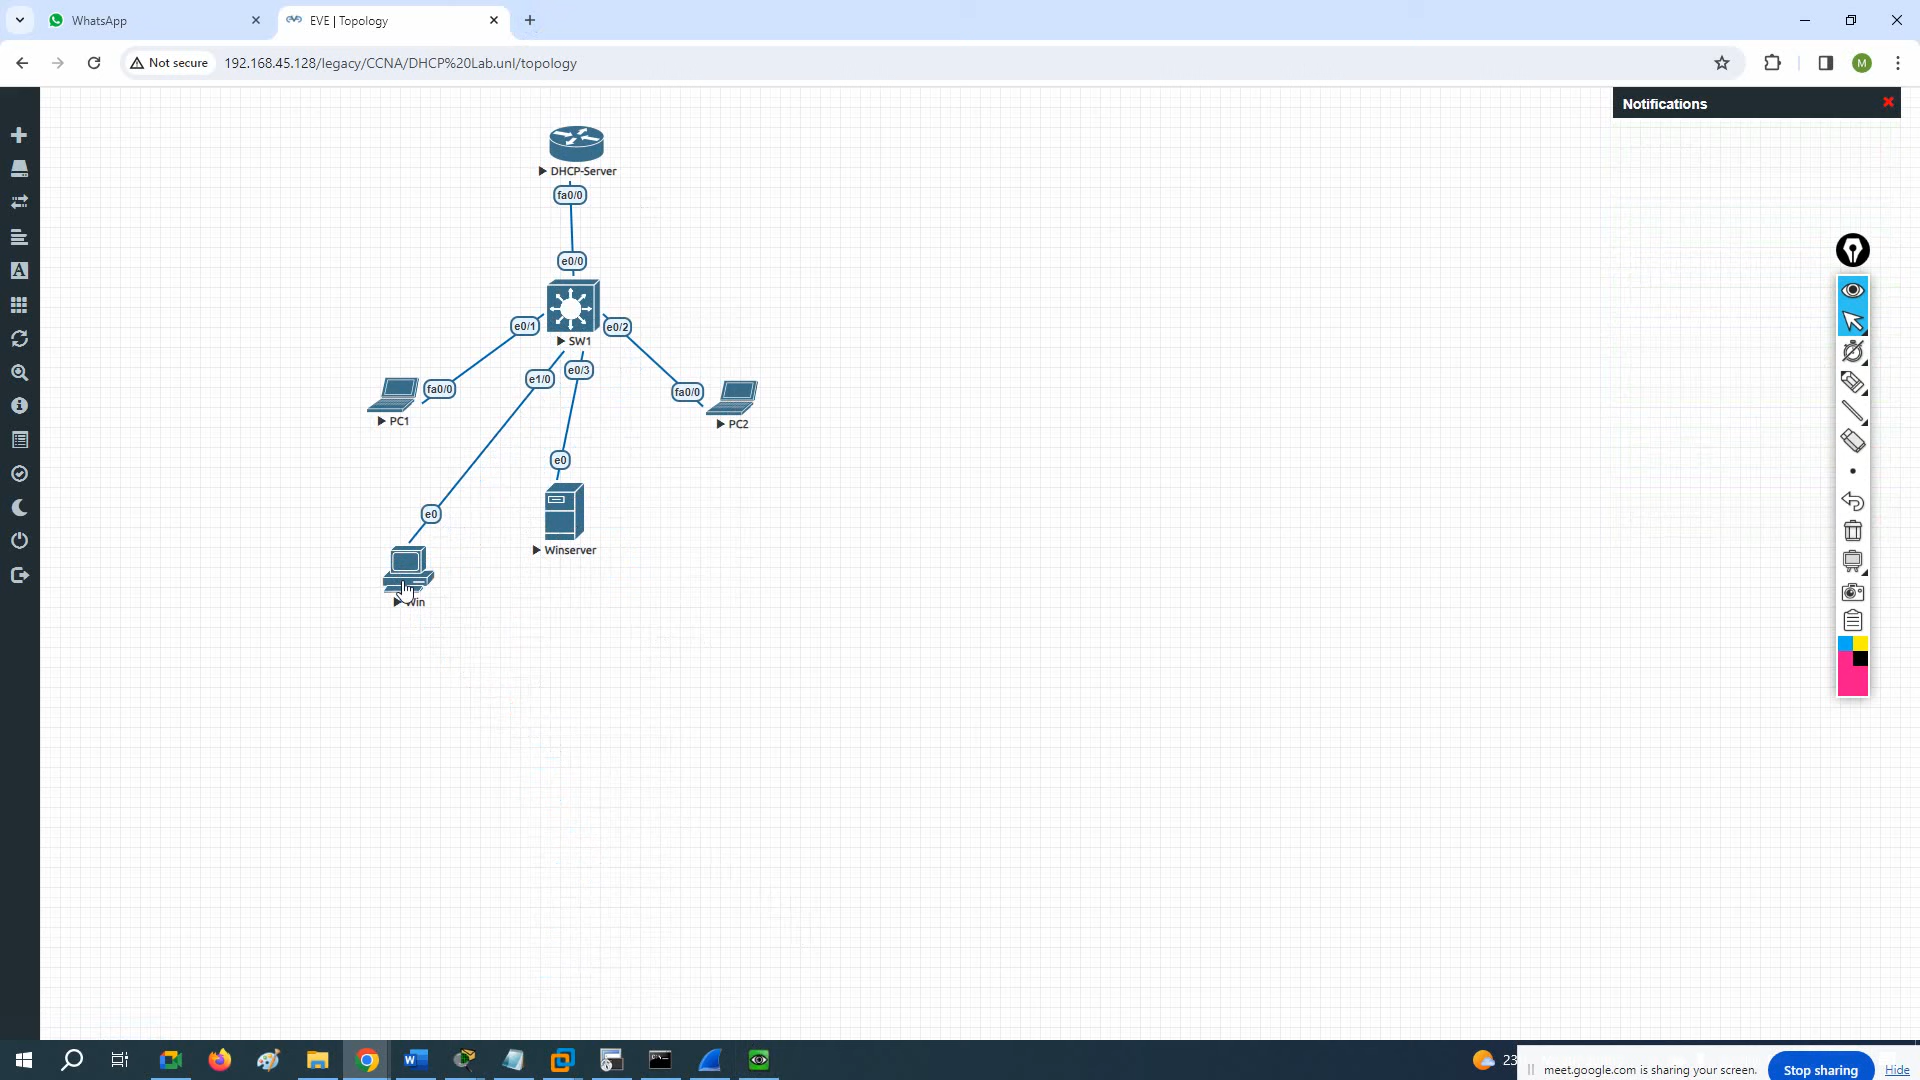 WhatsApp
EVE | Topology
Not secure
192.168.45.128/legacy/CCNA/DHCP%20Lab.unl/topology
M
Notifications
DHCP-Server
fa0/0
e0/0
e0/1
e0/2
SW1
e1/0
e0/3
fa0/0
fa0/0
PC1
PC2
e0
e0
Winserver
Win
A
23
meet.google.com is sharing your screen.
Stop sharing
Hide